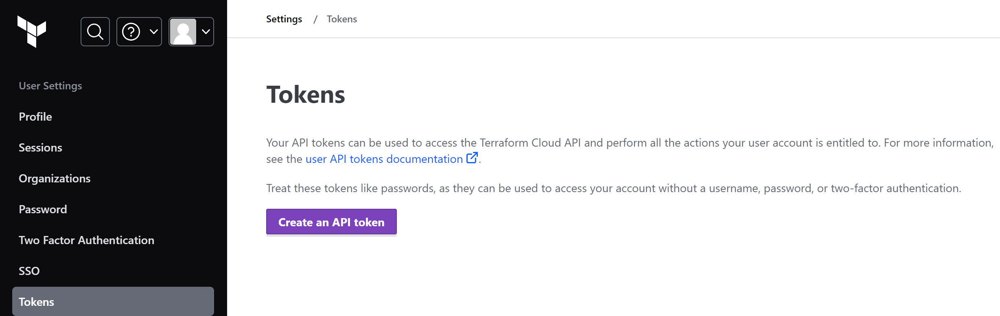 User Settings
Profile
Sessions
Organizations
Password
Two Factor Authentication
SSO
Tokens
Settings / Tokens
Tokens
Your API tokens can be used to access the Terraform Cloud API and perform all the actions your user account is entitled to. For more information,
see the user API tokens documentation.
Treat these tokens like passwords, as they can be used to access your account without a username, password, or two-factor authentication.
Create an API token